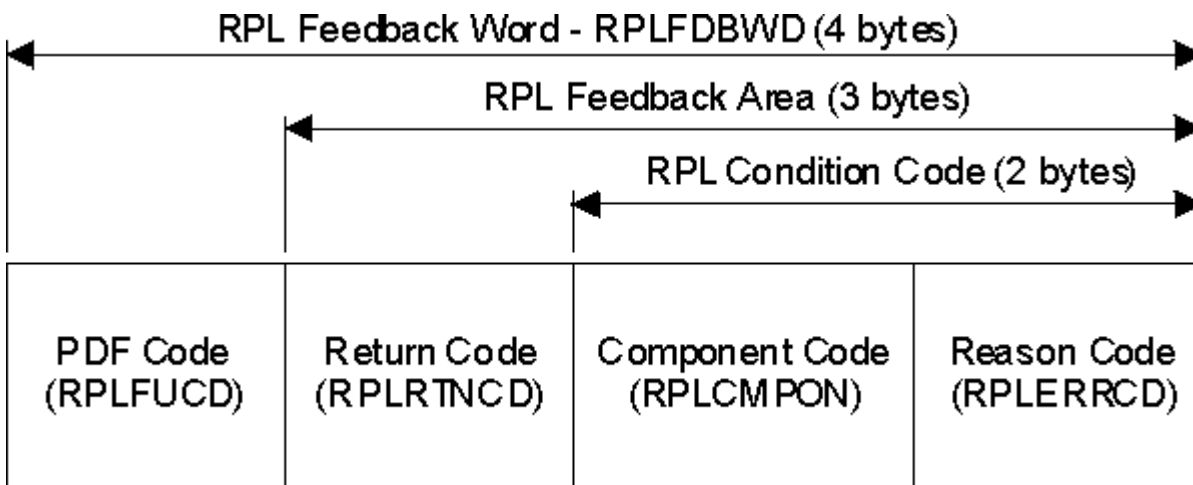 RPL Feedback Word - RPLFDBWD (4 bytes)
RPL Feedback Area (3 bytes)
RPL Condition Code (2 bytes)
PDF Code
(RPLFUCD)
Return Code
(RPLRTNCD)
Component Code
(RPLCMPON)
Reason Code
(RPLERRCD)